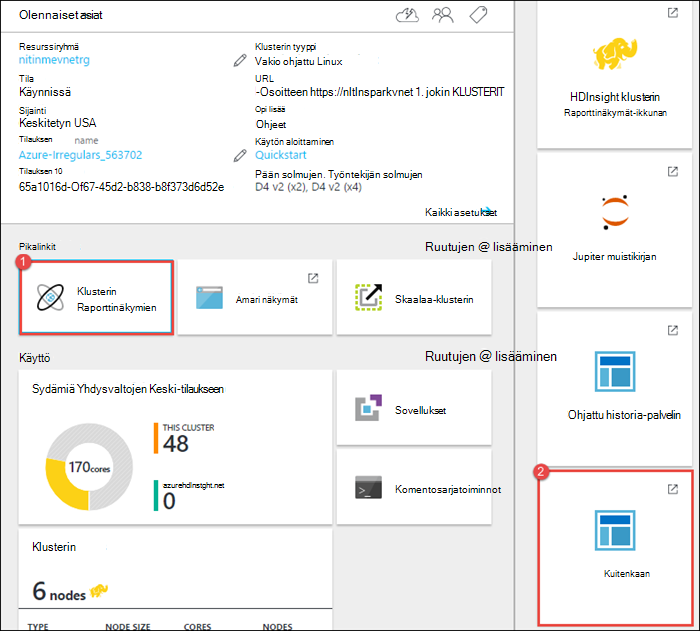 Olennaiset asiat
Resurssiryhmä
nitinmevnetrg
Tila
Käynnissä
Sijainti
Keskitetyn USA
Tilauksen name
Azure-Irregulars_563702
Tilauksen 10
65a1016d-Of67-45d2-b838-b8f373d6d52e
Klusterin tyyppi
Vakio ohjattu Linux
URL
-Osoitteen https://nltlnsparkvnet 1. jokin KLUSTERIT
Opi lisää
Ohjeet
Käytön aloittaminen
Quickstart
Pään solmujen. Työntekijän solmujen
D4 v2 (x2), D4 v2 (x4)
Kaikki asetukset
Pikalinkit
Ruutujen @ lisääminen
1
Klusterin
Raporttinäkymien
Amari näkymät
Skaalaa-klusterin
Käyttö
Ruutujen @ lisääminen
Sydämiä Yhdysvaltojen Keski-tilaukseen
170cores
THIS CLUSTER
48
azurehdlnstght.net
0
Sovellukset
Komentosarjatoiminnot
Klusterin
6 nodes
TYPE NODE SIZE CORES NODES
HDInsight klusterin
Raporttinäkymät-ikkunan
Jupiter muistikirjan
Ohjattu historia-palvelin
2
Kuitenkaan